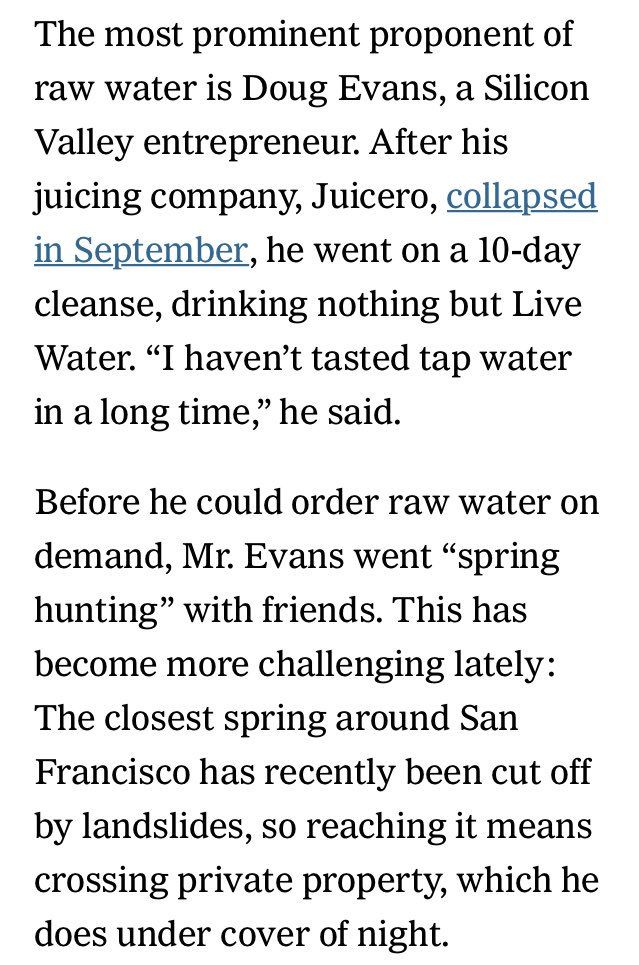 The most prominent proponent of
raw water is Doug Evans, a Silicon
Valley entrepreneur. After his
juicing company, Juicero, collapsed
in September, he went on a 10-day
cleanse, drinking nothing but Live
Water. “I haven’t tasted tap water
in a long time,” he said.
Before he could order raw water on
demand, Mr. Evans went “spring
hunting” with friends. This has
become more challenging lately:
The closest spring around San
Francisco has recently been cut off
by landslides, so reaching it means
crossing private property, which he
does under cover of night.